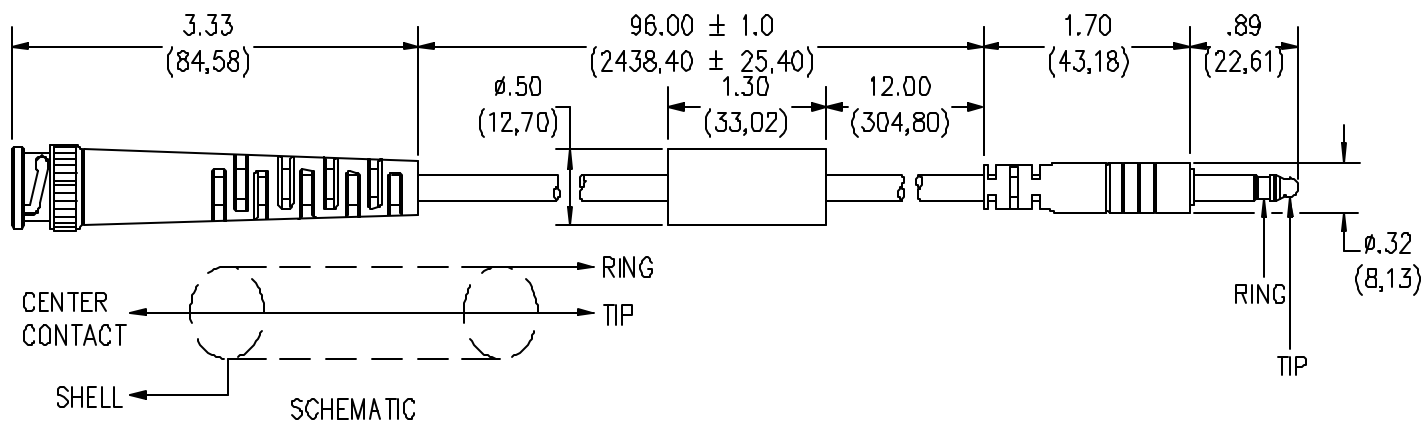 3.33
(84,58)
96.00 ± 1.0
(2438,40 ± 25,40)
1.70
(43,18)
.89
(22,61)
ø.50
(12,70)
1.30
(33,02)
12.00
(304,80)
ø.32
(8,13)
RING
TIP
RING
TIP
CENTER
CONTACT
SHELL
SCHEMATIC